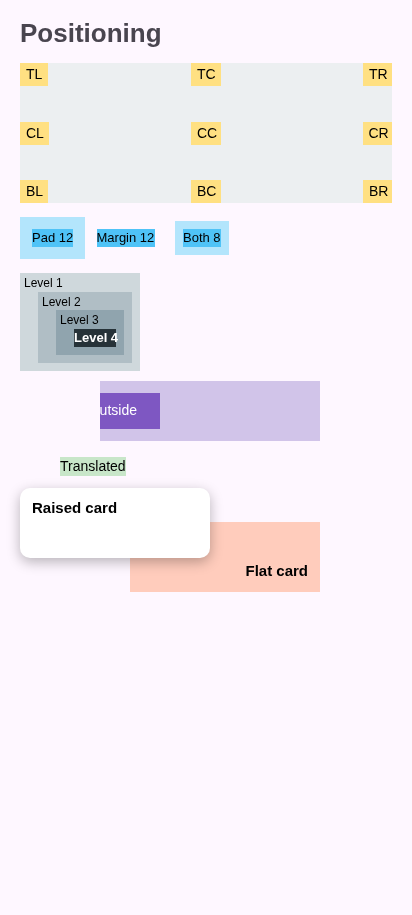 Positioning
TL TC TR
CL CC CR
BL BC BR
Pad 12 Margin 12 Both 8
Level 1
Level 2
Level 3
Level 4
utside
Translated
Raised card
Flat card